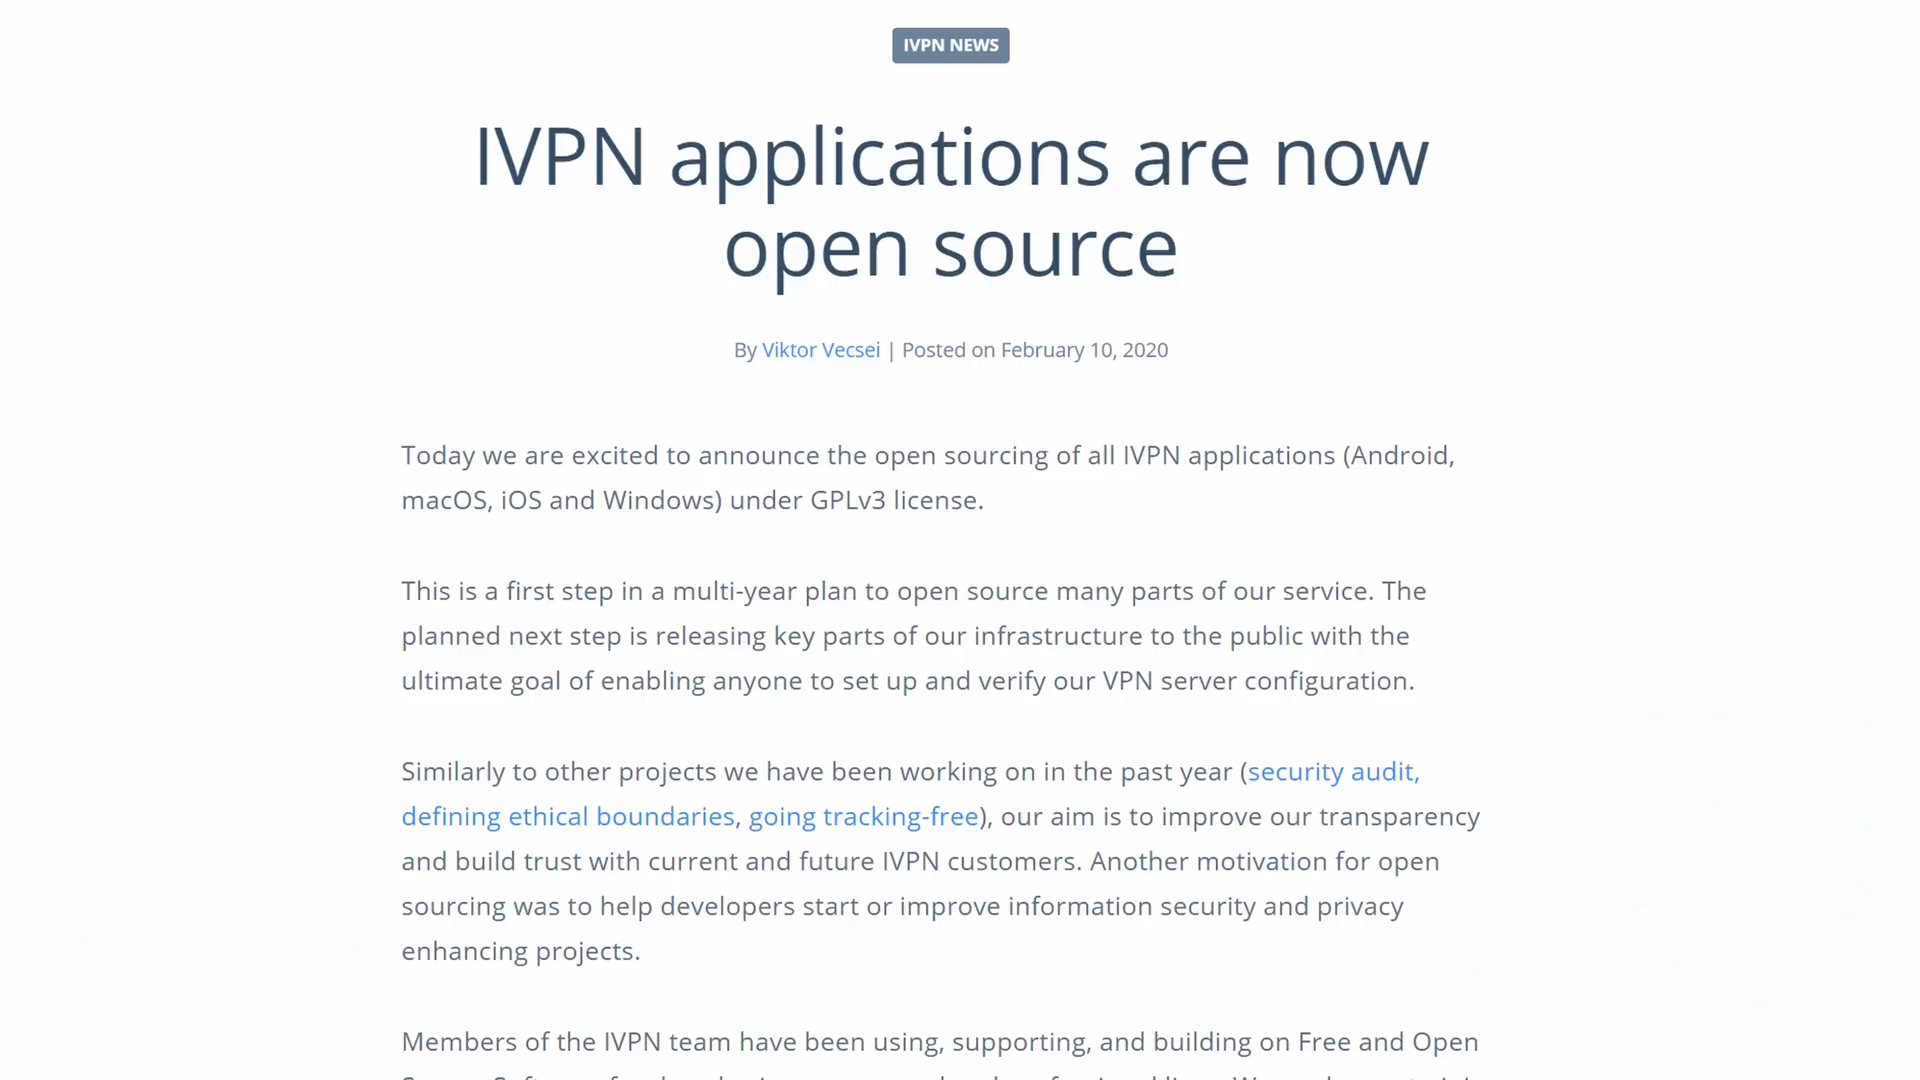 IVPN NEWS
IVPN applications are now
open source
By Viktor Vecsei | Posted on February 10, 2020
Today we are excited to announce the open sourcing of all IVPN applications (Android,
macOS, iOS and Windows) under GPLv3 license.
This is a first step in a multi-year plan to open source many parts of our service. The
planned next step is releasing key parts of our infrastructure to the public with the
ultimate goal of enabling anyone to set up and verify our VPN server configuration.
Similarly to other projects we have been working on in the past year (security audit,
defining ethical boundaries, going tracking-free), our aim is to improve our transparency
and build trust with current and future IVPN customers. Another motivation for open
sourcing was to help developers start or improve information security and privacy
enhancing projects.
Members of the IVPN team have been using, supporting, and building on Free and Open